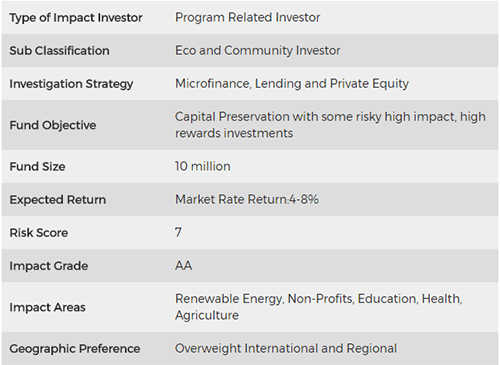 Type of Impact Investor Program Related Investor
Sub Classification Eco and Community Investor
Investigation Strategy Microfinance, Lending and Private Equity
Fund Objective Capital Preservation with some risky high impact, high
rewards investments
Fund Size 10 million
Expected Return Market Rate Return:4-8%
Risk Score 7
Impact Grade AA
Impact Areas Renewable Energy, Non-Profits, Education, Health,
Agriculture
Geographic Preference Overweight International and Regional